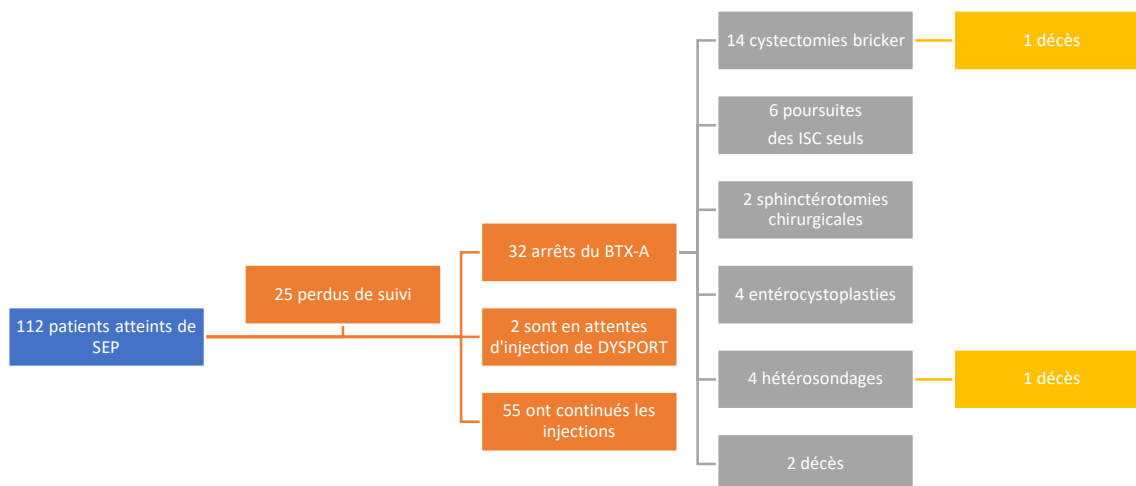 112 patients atteints de
SEP
25 perdus de suivi
32 arrêts du BTX-A
2 sont en attentes
d'injection de DYSPORT
55 ont continués les
injections
14 cystectomies bricker
1 décès
6 poursuites
des ISC seuls
2 sphinctérotomies
chirurgicales
4 entérocystoplasties
4 hétérosondages
1 décès
2 décès